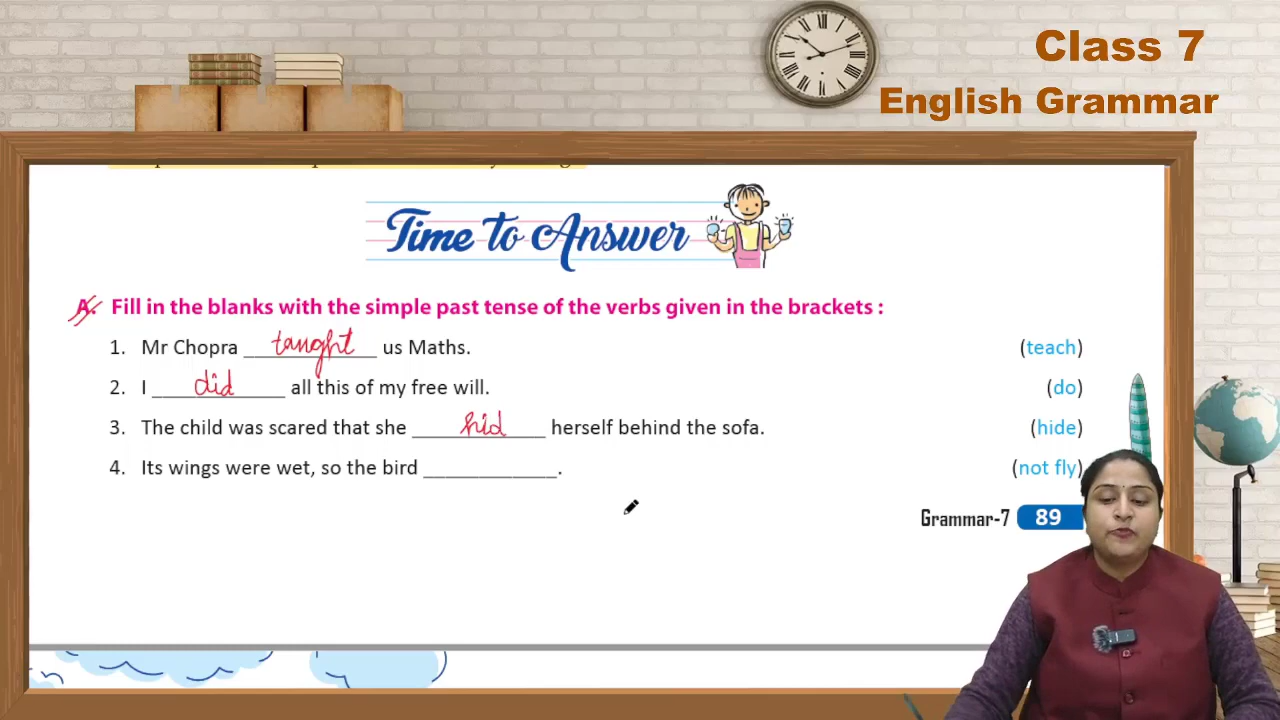 Class 7
English Grammar
Time to Answer
A. Fill in the blanks with the simple past tense of the verbs given in the brackets :
1. Mr Chopra taught us Maths. (teach)
2. I did all this of my free will. (do)
3. The child was scared that she hid herself behind the sofa. (hide)
4. Its wings were wet, so the bird ____________. (not fly)
Grammar-7 89